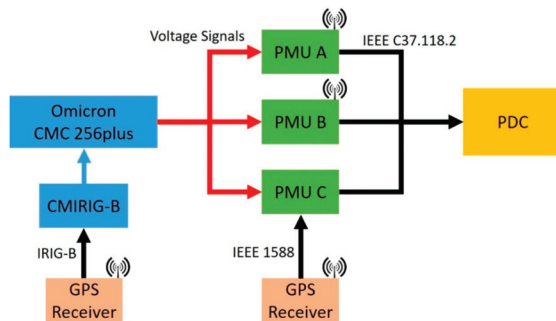 Voltage Signals
PMU A
IEEE C37.118.2
Omicron
CMC 256plus
PMU B
PDC
CMIRIG-B
PMU C
IRIG-B
IEEE 1588
GPS
Receiver
GPS
Receiver